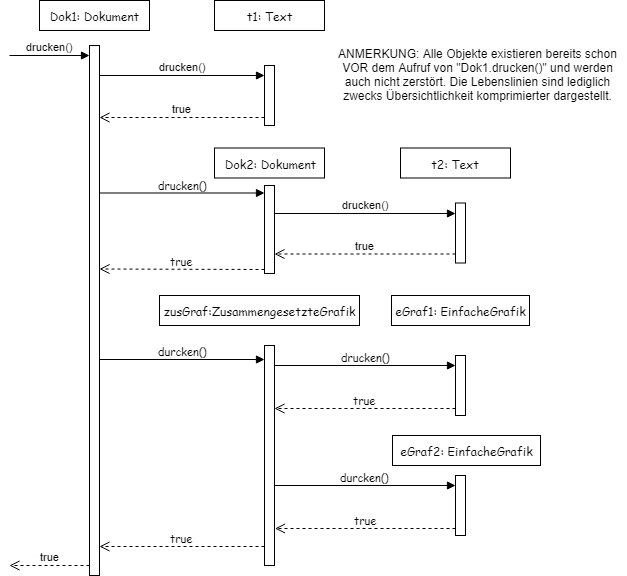 Dok1: Dokument
t1: Text
drucken()
ANMERKUNG: Alle Objekte existieren bereits schon
VOR dem Aufruf von "Dok1.drucken()" und werden
auch nicht zerstört. Die Lebenslinien sind lediglich
zwecks Übersichtlichkeit komprimierter dargestellt.
drucken()
true
Dok2: Dokument
t2: Text
drucken()
drucken()
true
true
zusGraf:ZusammengesetzteGrafik
eGraf1: EinfacheGrafik
durcken()
drucken()
true
eGraf2: EinfacheGrafik
durcken()
true
true
true